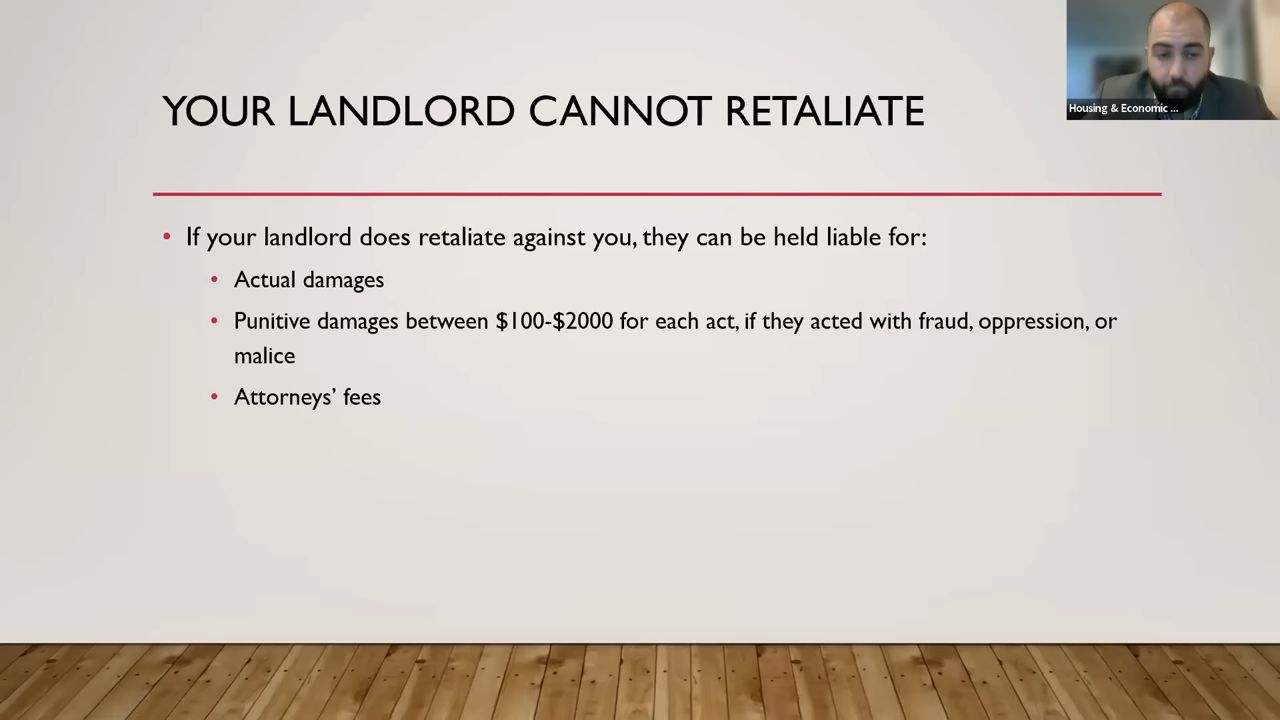 YOUR LANDLORD CANNOT RETALIATE
Housing & Economic ...
• If your landlord does retaliate against you, they can be held liable for:
• Actual damages
• Punitive damages between $100-$2000 for each act, if they acted with fraud, oppression, or
malice
• Attorneys’ fees